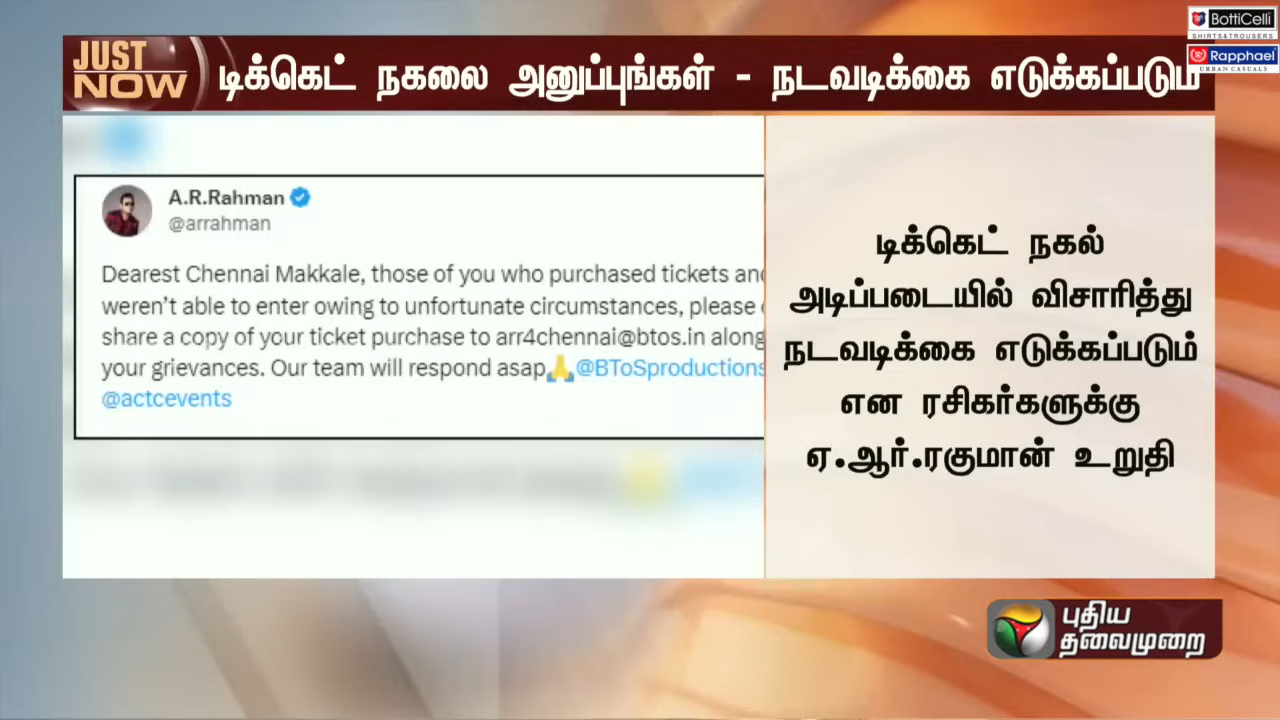 BottiCelli
SHIRTS&TROUSERS
Rapphael
URBAN CASUALS
JUST
NOW
டிக்கெட் நகலை அனுப்புங்கள் - நடவடிக்கை எடுக்கப்படும்
A.R.Rahman
@arrahman
Dearest Chennai Makkale, those of you who purchased tickets and
weren't able to enter owing to unfortunate circumstances, please
share a copy of your ticket purchase to arr4chennai@btos.in along
your grievances. Our team will respond asap🙏@BToSproductions
@actcevents
டிக்கெட் நகல்
அடிப்படையில் விசாரித்து
நடவடிக்கை எடுக்கப்படும்
என ரசிகர்களுக்கு
ஏ.ஆர்.ரகுமான் உறுதி
புதிய
தலைமுறை